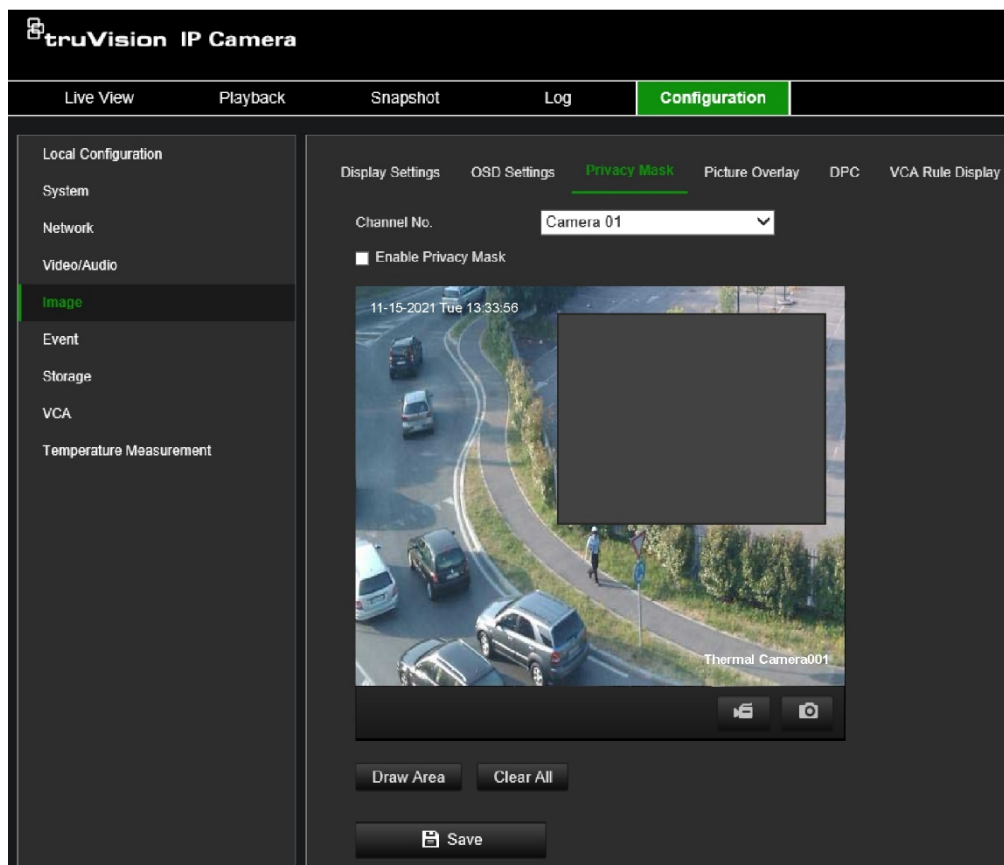 truVision IP Camera
Live View Playback Snapshot Log Configuration
Local Configuration
System
Network
Video/Audio
Image
Event
Storage
VCA
Temperature Measurement
Display Settings OSD Settings Privacy Mask Picture Overlay DPC VCA Rule Display
Channel No. Camera 01
Enable Privacy Mask
11-15-2021 Tue 13:33:56
Thermal Camera001
Draw Area Clear All
Save